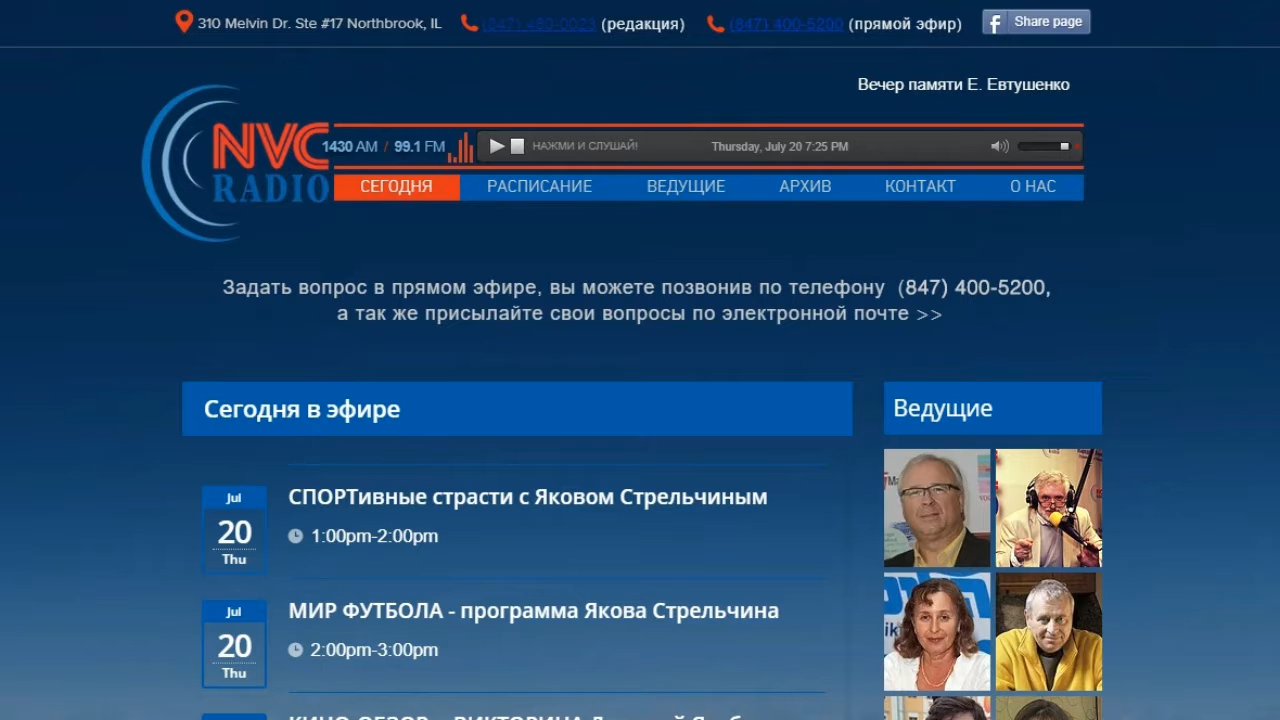 310 Melvin Dr. Ste #17 Northbrook, IL (847) 480-0023 (редакция) (847) 400-5200 (прямой эфир) Share page
Вечер памяти Е. Евтушенко
NVC
RADIO
1430 AM / 99.1 FM НАЖМИ И СЛУШАЙ! Thursday, July 20 7:25 PM
СЕГОДНЯ РАСПИСАНИЕ ВЕДУЩИЕ АРХИВ КОНТАКТ О НАС
Задать вопрос в прямом эфире, вы можете позвонив по телефону (847) 400-5200,
а так же присылайте свои вопросы по электронной почте >>
Сегодня в эфире
Ведущие
Jul
20
Thu
СПОРТивные страсти с Яковом Стрельчиным
1:00pm-2:00pm
Jul
20
Thu
МИР ФУТБОЛА - программа Якова Стрельчина
2:00pm-3:00pm